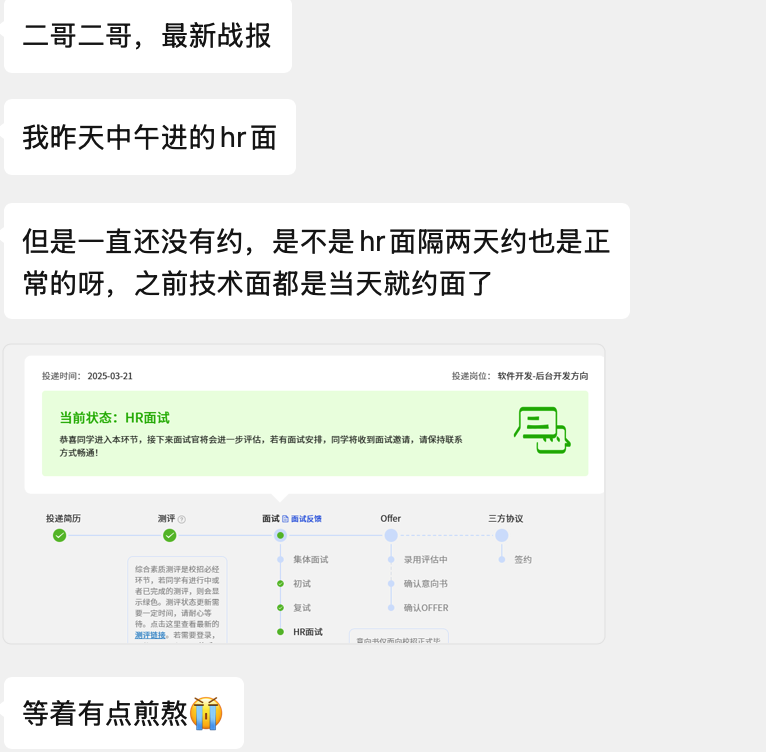 二哥二哥，最新战报
我昨天中午进的hr面
但是一直还没有约，是不是hr面隔两天约也是正
常的呀，之前技术面都是当天就约面了
投递时间： 2025-03-21 投递岗位： 软件开发-后台开发方向
当前状态：HR面试
恭喜同学进入本环节，接下来面试官将会进一步评估，若有面试安排，同学将收到面试邀请，请保持联系
方式畅通！
投递简历 测评 面试 面试反馈 Offer 三方协议
集体面试 录用评估中 签约
初试 确认意向书
复试 确认OFFER
HR面试
综合素质测评是校招必经
环节，若同学有进行中或
者已完成的测评，则会显
示绿色。测评状态更新需
要一定时间，请耐心等
待。点击这里查看最新的
测评链接。若需要登录，
意向书仅面向校招正式毕
等着有点煎熬😭